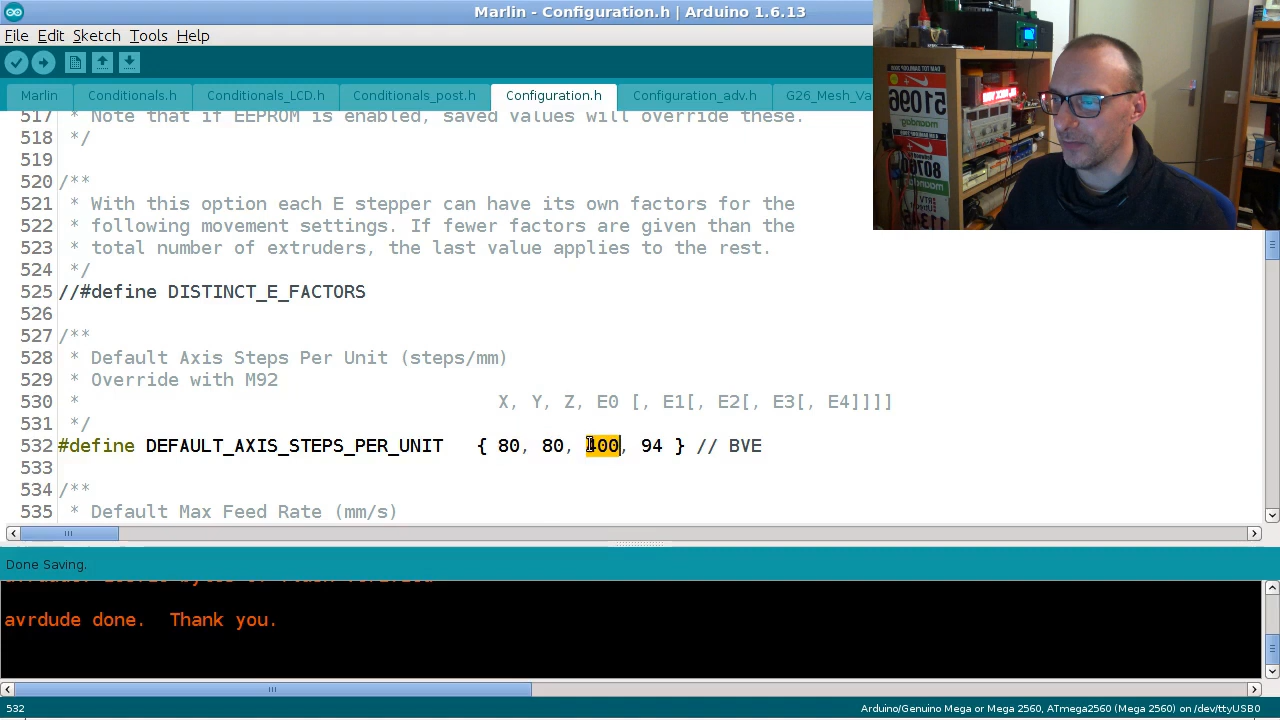 Marlin - Configuration.h | Arduino 1.6.13
File Edit Sketch Tools Help
Marlin Conditionals.h Conditionals_LCD.h Conditionals_post.h Configuration.h Configuration_adv.h G26_Mesh_Va
517 * Note that if EEPROM is enabled, saved values will override these.
518 */
519
520 /**
521 * With this option each E stepper can have its own factors for the
522 * following movement settings. If fewer factors are given than the
523 * total number of extruders, the last value applies to the rest.
524 */
525 //#define DISTINCT_E_FACTORS
526
527 /**
528 * Default Axis Steps Per Unit (steps/mm)
529 * Override with M92
530 * X, Y, Z, E0 [, E1[, E2[, E3[, E4]]]]
531 */
532 #define DEFAULT_AXIS_STEPS_PER_UNIT { 80, 80, 400, 94 } // BVE
533
534 /**
535 * Default Max Feed Rate (mm/s)
Done Saving.
avrdude done. Thank you.
532
Arduino/Genuino Mega or Mega 2560, ATmega2560 (Mega 2560) on /dev/ttyUSB0